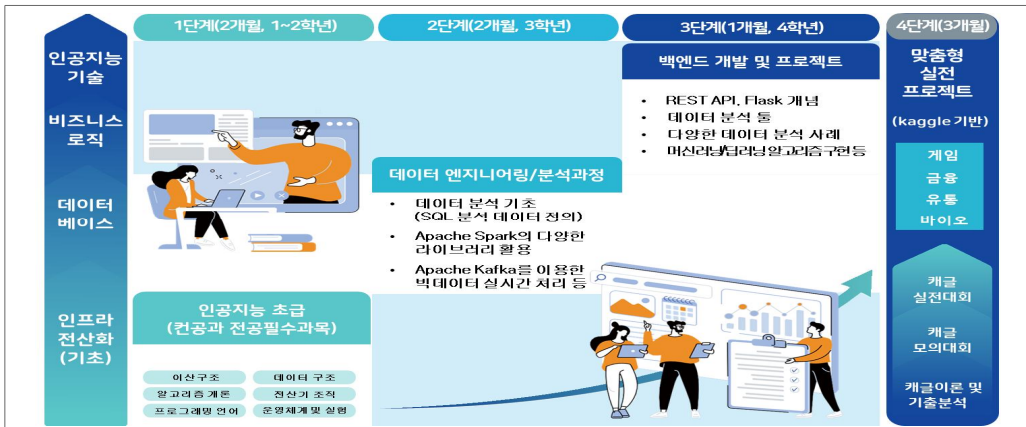 1단계(2개월, 1~2학년)
2단계(2개월, 3학년)
3단계(1개월, 4학년)
4단계(3개월)
인공지능
기술
비즈니스
로직
데이터
베이스
인프라
전산화
(기초)
인공지능 초급
(컨공과 전공필수과목)
이산구조
데이터 구조
알고리즘 개론
전산기 조직
프로그래밍 언어
운영체계 및 실험
데이터 엔지니어링/분석과정
• 데이터 분석 기초
(SQL 분석 데이터 정의)
• Apache Spark의 다양한
라이브러리 활용
• Apache Kafka를 이용한
빅데이터 실시간 처리 등
백엔드 개발 및 프로젝트
• REST API, Flask 개념
• 데이터 분석 툴
• 다양한 데이터 분석 사례
• 머신러닝/딥러닝 알고리즘 구현 등
맞춤형
실전
프로젝트
(kaggle 기반)
게임
금융
유통
바이오
캐글
실전대회
캐글
모의대회
캐글이론 및
기출분석